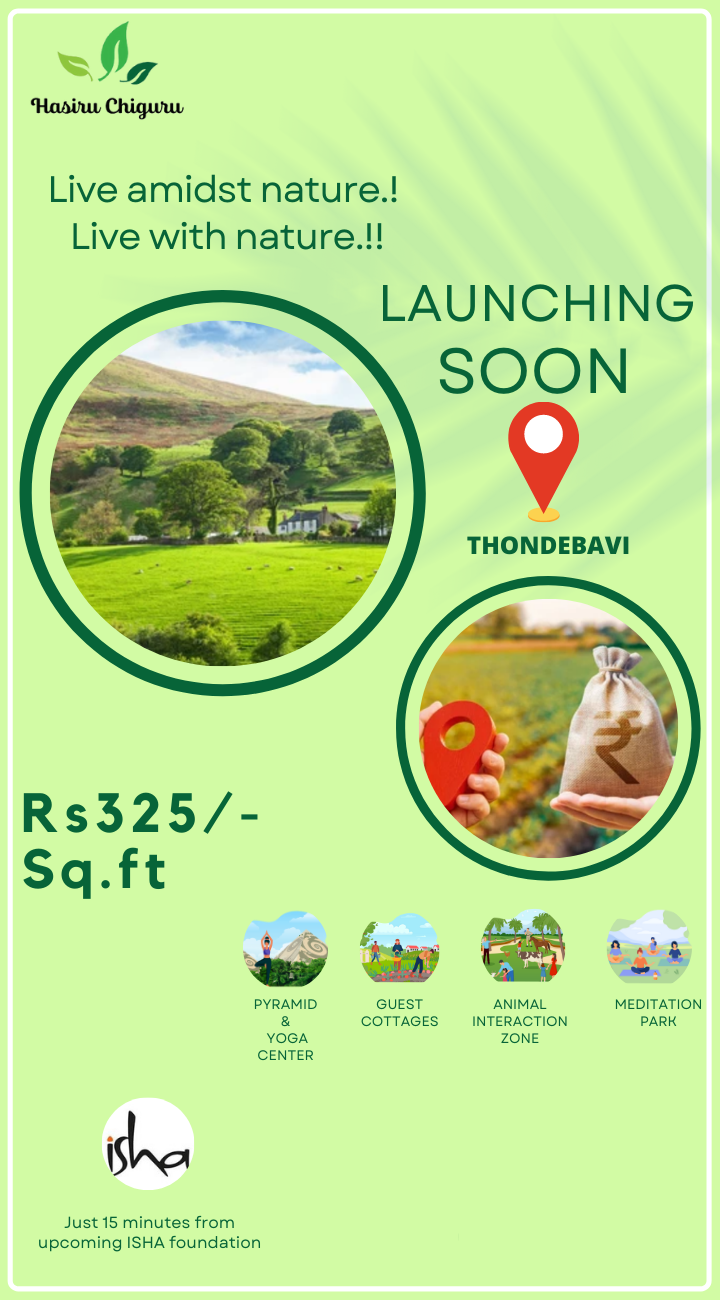 Hasiru Chiguru
Live amidst nature.!
Live with nature.!!
LAUNCHING
SOON
THONDEBAVI
Rs325/-
Sq.ft
PYRAMID
&
YOGA
CENTER
GUEST
COTTAGES
ANIMAL
INTERACTION
ZONE
MEDITATION
PARK
isha
Just 15 minutes from
upcoming ISHA foundation